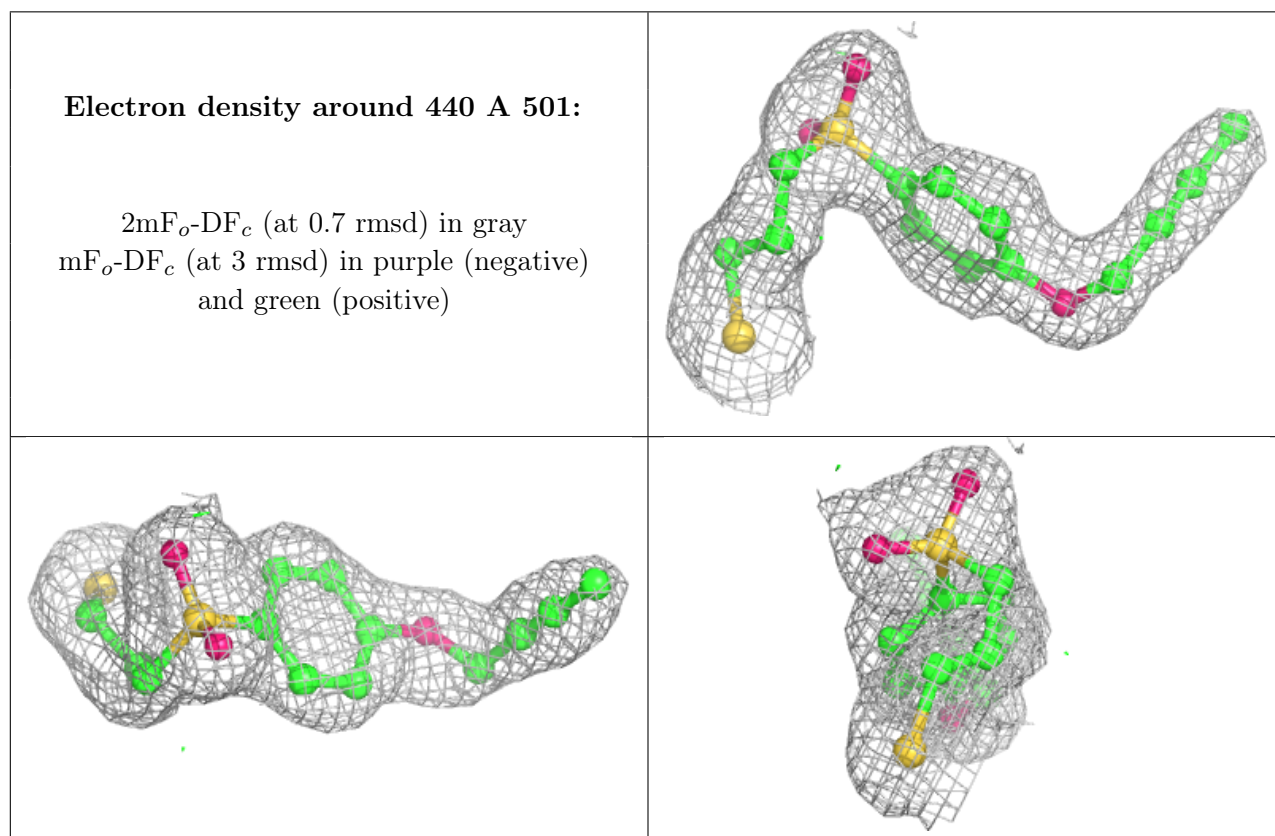 Electron density around 440 A 501:
2mFo-DFc (at 0.7 rmsd) in gray
mFo-DFc (at 3 rmsd) in purple (negative)
and green (positive)